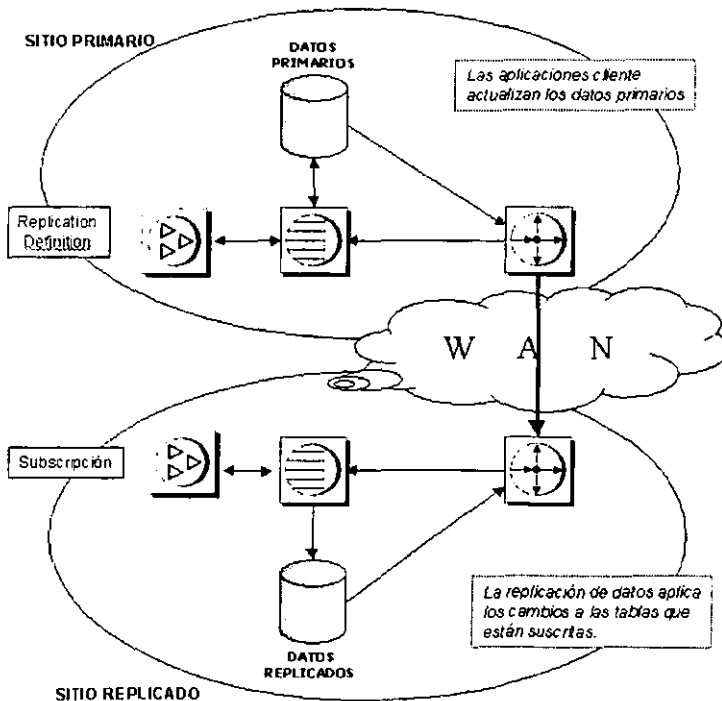 SITIO PRIMARIO
DATOS
PRIMARIOS
Las aplicaciones cliente
actualizan los datos primarios
Replication
Definition
W A N
Subscripción
La replicación de datos aplica
los cambios a las tablas que
están suscritas.
DATOS
REPLICADOS
SITIO REPLICADO